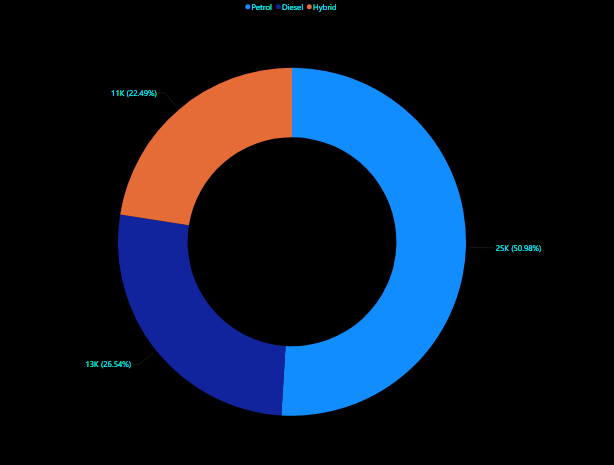 Petrol Diesel Hybrid
11K (22.49%)
25K (50.98%)
13K (26.54%)